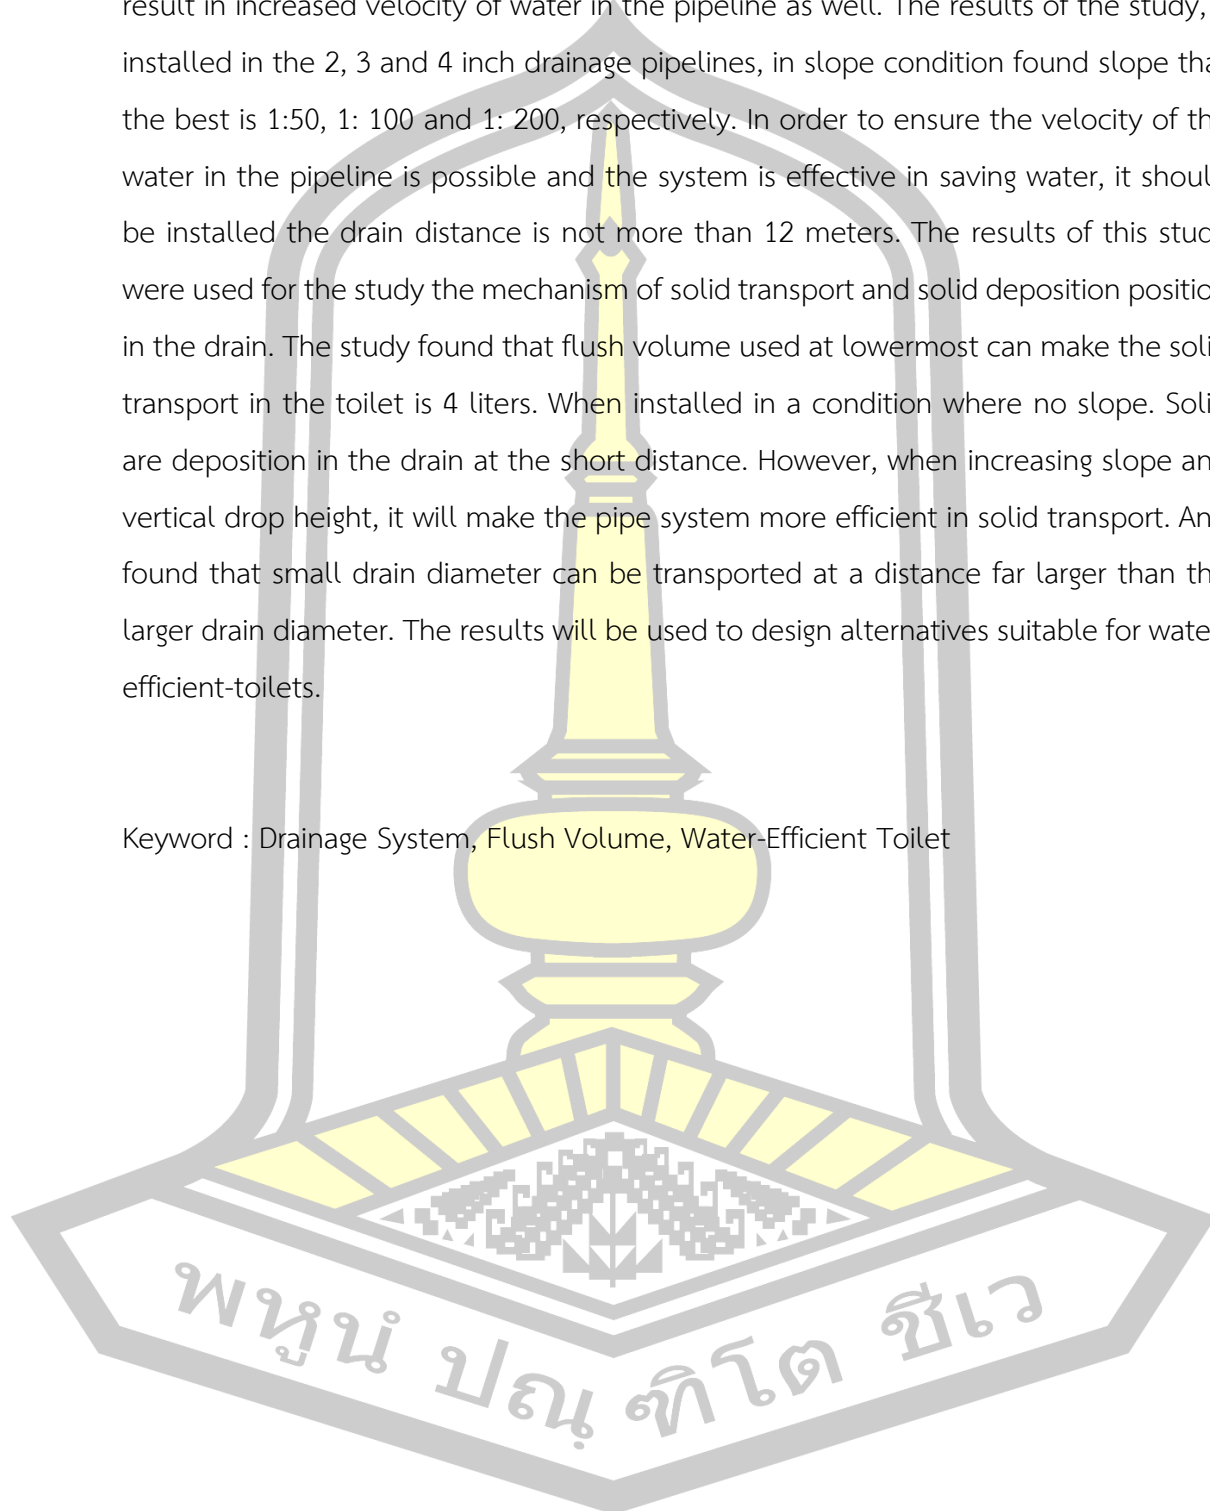 result in increased velocity of water in the pipeline as well. The results of the study,
installed in the 2, 3 and 4 inch drainage pipelines, in slope condition found slope tha
the best is 1:50, 1: 100 and 1: 200, respectively. In order to ensure the velocity of th
water in the pipeline is possible and the system is effective in saving water, it shoul
be installed the drain distance is not more than 12 meters. The results of this stud
were used for the study the mechanism of solid transport and solid deposition positio
in the drain. The study found that flush volume used at lowermost can make the soli
transport in the toilet is 4 liters. When installed in a condition where no slope. Soli
are deposition in the drain at the short distance. However, when increasing slope an
vertical drop height, it will make the pipe system more efficient in solid transport. An
found that small drain diameter can be transported at a distance far larger than th
larger drain diameter. The results will be used to design alternatives suitable for wate
efficient-toilets.
Keyword : Drainage System, Flush Volume, Water-Efficient Toilet
พหูนํ ปณฺ ฑิโต ชีเว